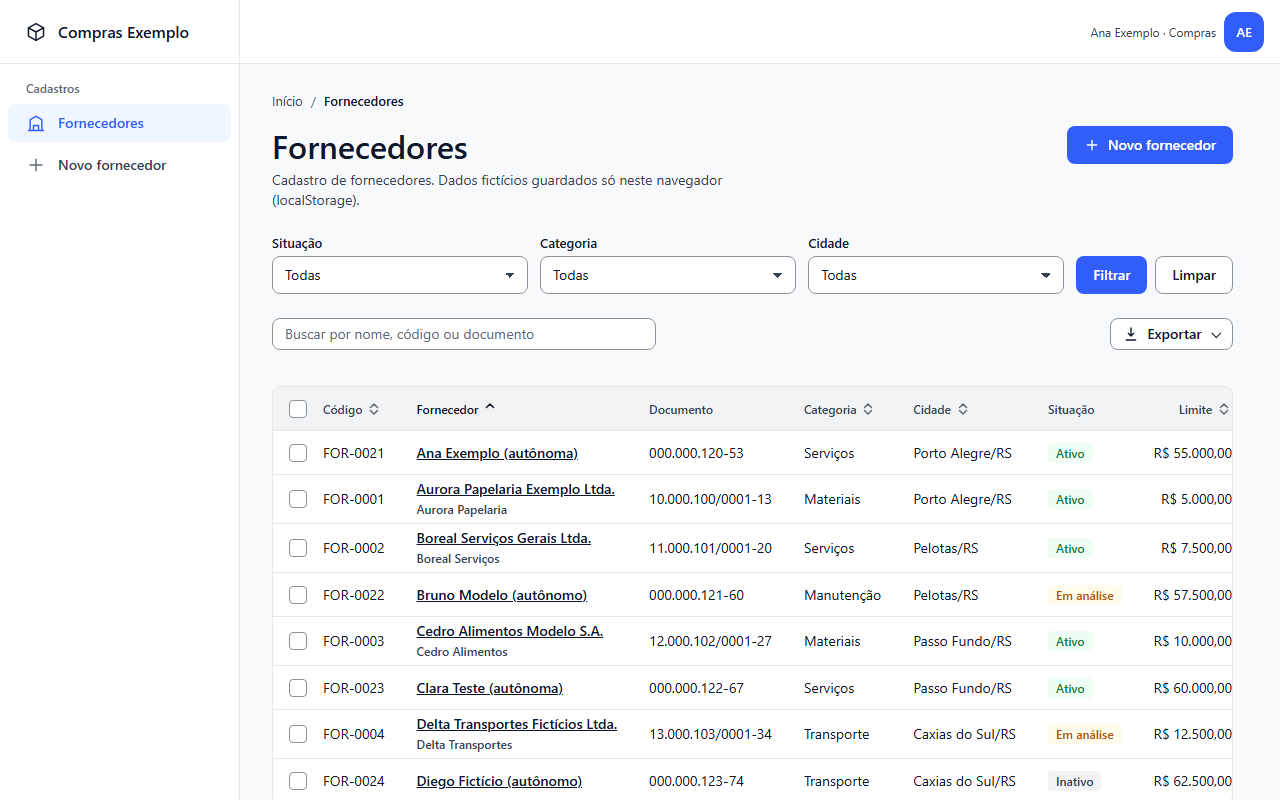 Compras Exemplo
Ana Exemplo · Compras
AE
Cadastros
Fornecedores
Novo fornecedor
Início / Fornecedores
Fornecedores
Novo fornecedor
Cadastro de fornecedores. Dados fictícios guardados só neste navegador
(localStorage).
Situação Categoria Cidade
Todas Todas Todas Filtrar Limpar
Buscar por nome, código ou documento Exportar
Código Fornecedor Documento Categoria Cidade Situação Limite
FOR-0021 Ana Exemplo (autônoma) 000.000.120-53 Serviços Porto Alegre/RS Ativo R$ 55.000,00
FOR-0001 Aurora Papelaria Exemplo Ltda. 10.000.100/0001-13 Materiais Porto Alegre/RS Ativo R$ 5.000,00
Aurora Papelaria
FOR-0002 Boreal Serviços Gerais Ltda. 11.000.101/0001-20 Serviços Pelotas/RS Ativo R$ 7.500,00
Boreal Serviços
FOR-0022 Bruno Modelo (autônomo) 000.000.121-60 Manutenção Pelotas/RS Em análise R$ 57.500,00
FOR-0003 Cedro Alimentos Modelo S.A. 12.000.102/0001-27 Materiais Passo Fundo/RS Ativo R$ 10.000,00
Cedro Alimentos
FOR-0023 Clara Teste (autônoma) 000.000.122-67 Serviços Passo Fundo/RS Ativo R$ 60.000,00
FOR-0004 Delta Transportes Fictícios Ltda. 13.000.103/0001-34 Transporte Caxias do Sul/RS Em análise R$ 12.500,00
Delta Transportes
FOR-0024 Diego Fictício (autônomo) 000.000.123-74 Transporte Caxias do Sul/RS Inativo R$ 62.500,00